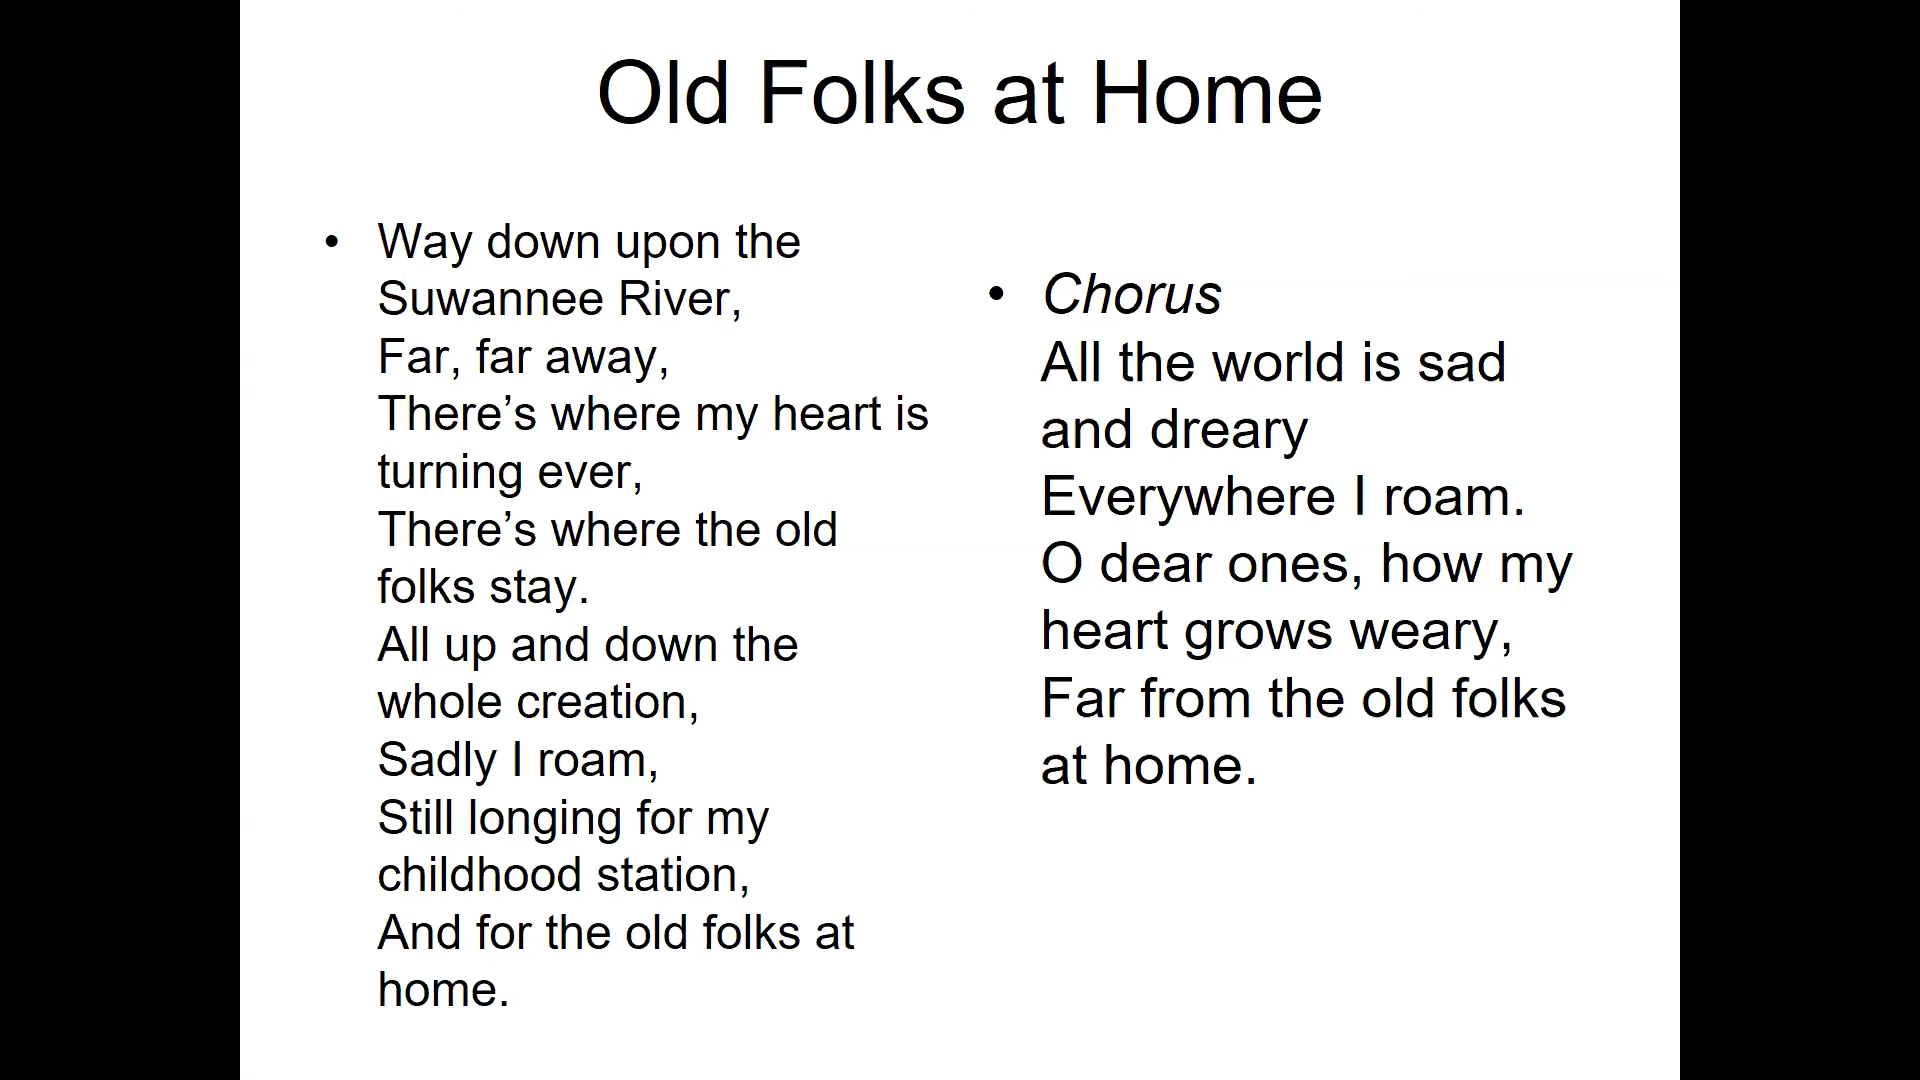 Old Folks at Home
• Way down upon the
Suwannee River,
Far, far away,
There’s where my heart is
turning ever,
There’s where the old
folks stay.
All up and down the
whole creation,
Sadly I roam,
Still longing for my
childhood station,
And for the old folks at
home.
• Chorus
All the world is sad
and dreary
Everywhere I roam.
O dear ones, how my
heart grows weary,
Far from the old folks
at home.